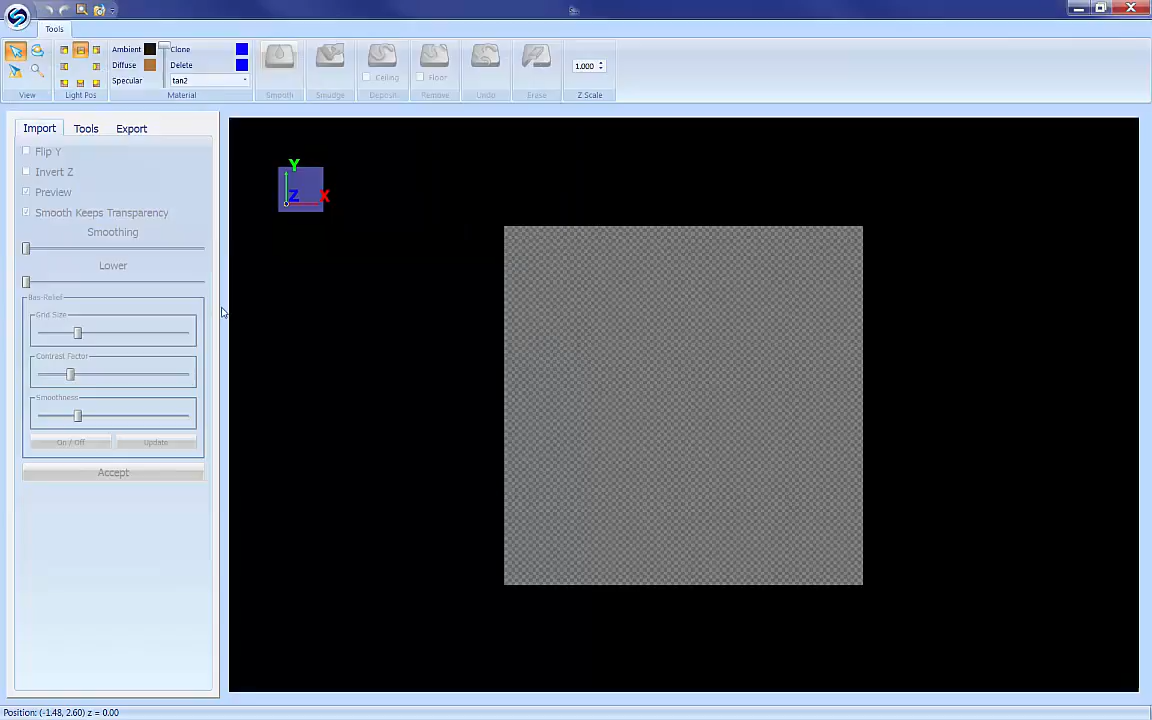 Tools
Ambient
Clone
Diffuse
Delete
Specular
tan2
Smooth
Smudge
Ceiling
Deposit
Floor
Remove
Undo
Erase
1.000
View
Light Pos
Material
Z Scale
Import
Tools
Export
Flip Y
Invert Z
Preview
Smooth Keeps Transparency
Smoothing
Lower
Bas-Relief
Grid Size
Contrast Factor
Smoothness
On / Off
Update
Accept
Y
Z
X
Position: (-1.48, 2.60) z = 0.00